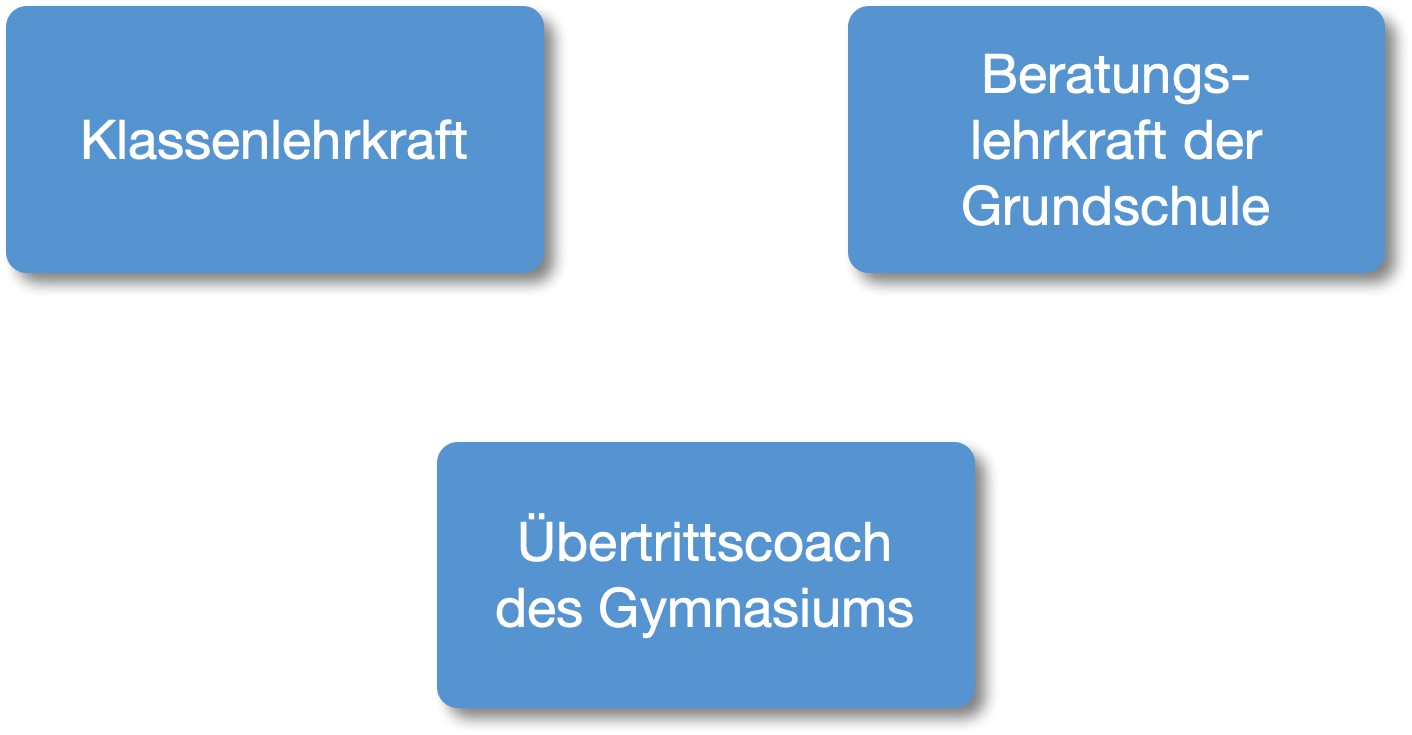 Klassenlehrkraft
Beratungs-
lehrkraft der
Grundschule
Übertrittscoach
des Gymnasiums